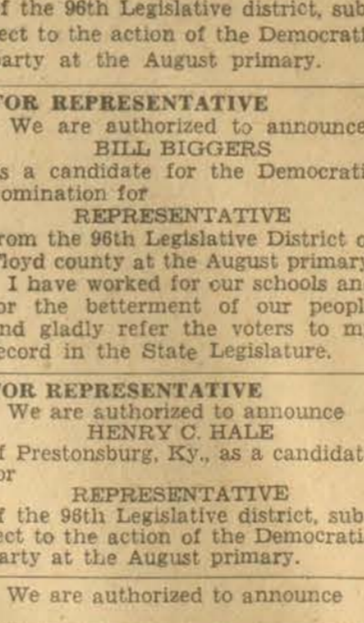 f the 96th Legislative district, sub
ect to the action of the Democrati
arty at the August primary.
FOR REPRESENTATIVE
We are authorized to announce
BILL BIGGERS
s a candidate for the Democrati
omination for
REPRESENTATIVE
rom the 96th Legislative District o
Floyd county at the August primary
I have worked for our schools an
or the betterment of our peopl
nd gladly refer the voters to m
ecord in the State Legislature.
FOR REPRESENTATIVE
We are authorized to announce
HENRY C. HALE
f Prestonsburg, Ky., as a candidat
or
REPRESENTATIVE
f the 96th Legislative district, sub
ect to the action of the Democrati
arty at the August primary.
We are authorized to announce